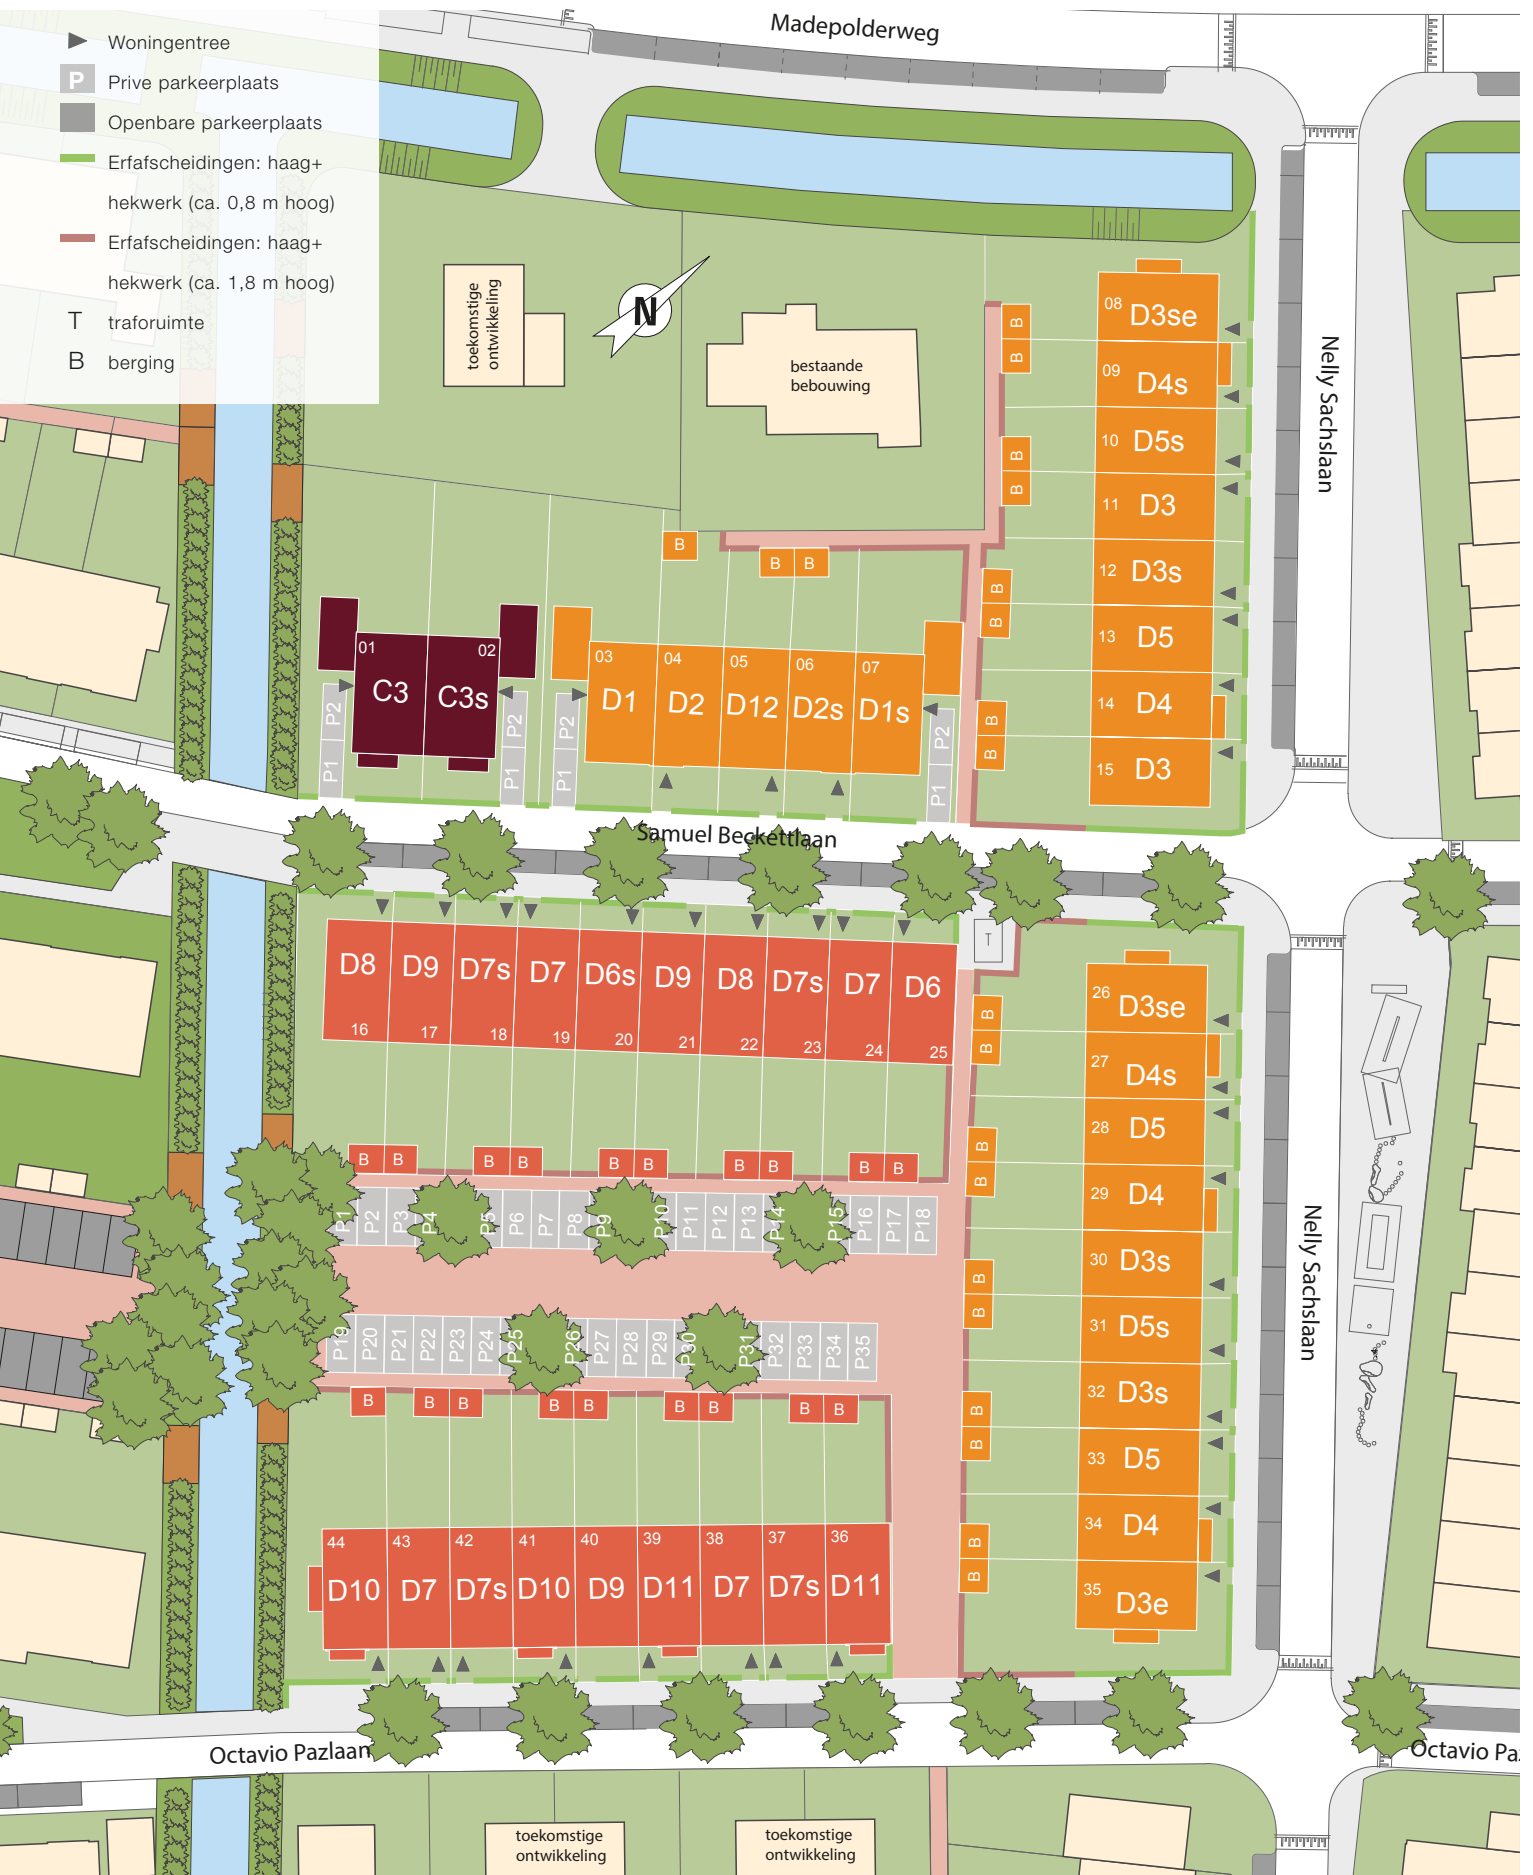 Madepolderweg
Woningentree
P Prive parkeerplaats
Openbare parkeerplaats
Erfafscheidingen: haag+
hekwerk (ca. 0,8 m hoog)
Erfafscheidingen: haag+
hekwerk (ca. 1,8 m hoog)
T traforuimte
B berging
toekomstige
ontwikkeling
N
bestaande
bebouwing
B
B
B
B
B
B
B
B
08 D3se
09 D4s
10 D5s
11 D3
12 D3s
13 D5
14 D4
15 D3
Nelly Sachslaan
B
B B
01 C3
02 C3s
03 D1
04 D2
05 D12
06 D2s
07 D1s
P2 P1
P2 P1
P2 P1
P2 P1
Samuel Beckettlaan
D8 D9 D7s D7 D6s D9 D8 D7s D7 D6
16 17 18 19 20 21 22 23 24 25
T
B B B B B B B B B B
P1 P2 P3 P4 P5 P6 P7 P8 P9 P10 P11 P12 P13 P14 P15 P16 P17 P18
P19 P20 P21 P22 P23 P24 P25 P26 P27 P28 P29 P30 P31 P32 P33 P34 P35
B B B B B B B B B
44 43 42 41 40 39 38 37 36
D10 D7 D7s D10 D9 D11 D7 D7s D11
B
B
B
B
B
B
B
B
B
B
26 D3se
27 D4s
28 D5
29 D4
30 D3s
31 D5s
32 D3s
33 D5
34 D4
35 D3e
Nelly Sachslaan
Octavio Pazlaan
Octavio Pa
toekomstige
ontwikkeling
toekomstige
ontwikkeling